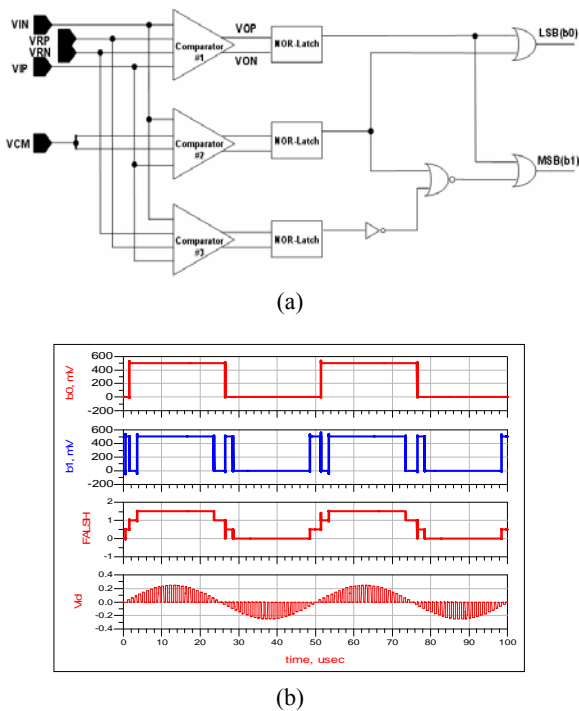 VIN
VRP
VRN
VIP
VCM
Comparator
#1
VOP
VON
NOR-Latch
LSB(b0)
Comparator
#2
NOR-Latch
MSB(b1)
Comparator
#3
NOR-Latch
(a)
b0, mV
600
400
200
0
-200
b1, mV
600
400
200
0
-200
FALSH
2
1
0
-1
Vid
0.4
0.2
0.0
-0.2
-0.4
0 10 20 30 40 50 60 70 80 90 100
time, usec
(b)